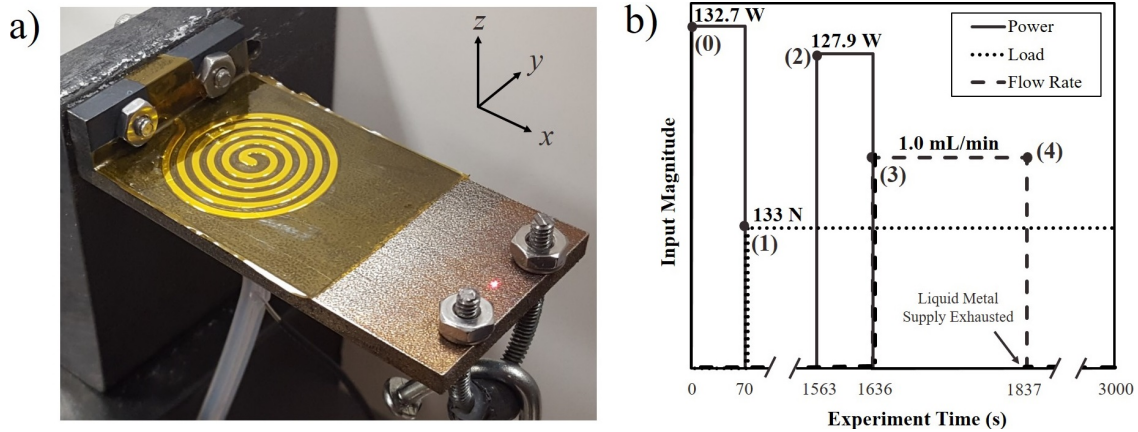 a)
z
y
x
b)
132.7 W
(0)
127.9 W
(2)
Power
Load
Flow Rate
1.0 mL/min
(3)
(4)
133 N
(1)
Liquid Metal
Supply Exhausted
Input Magnitude
0 70 1563 1636 1837 3000
Experiment Time (s)